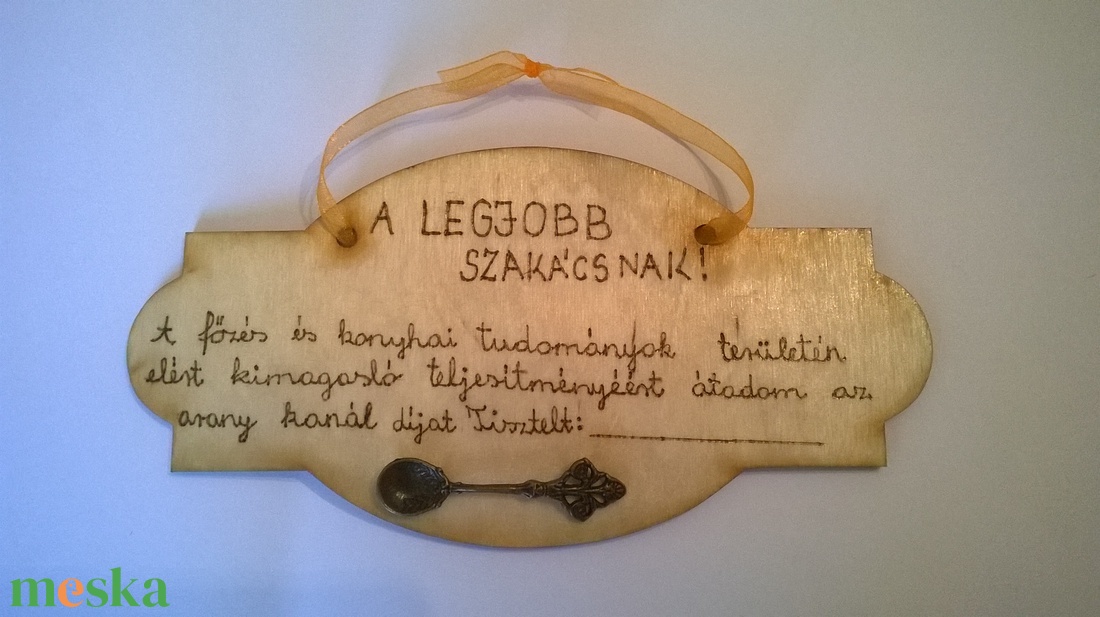 A LEGJOBB
SZAKÁCSNAK!
A főzés és konyhai tudományok területén
elért kimagasló teljesítményéért átadom az
arany kanál díjat Tisztelt:
meska